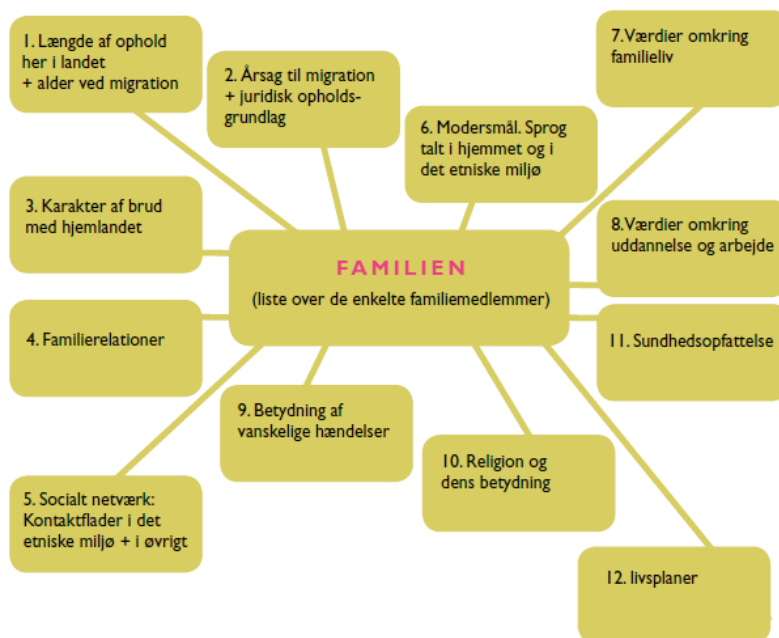 1. Længde af ophold
her i landet
+ alder ved migration
2. Årsag til migration
+ juridisk opholds-
grundlag
3. Karakter af brud
med hjemlandet
4. Familierelationer
5. Socialt netværk:
Kontaktflader i det
etniske miljø + i øvrigt
6. Modersmål. Sprog
talt i hjemmet og i
det etniske miljø
7. Værdier omkring
familieliv
8. Værdier omkring
uddannelse og arbejde
FAMILIEN
(liste over de enkelte familiemedlemmer)
9. Betydning af
vanskelige hændelser
10. Religion og
dens betydning
11. Sundhedsopfattelse
12. livsplaner